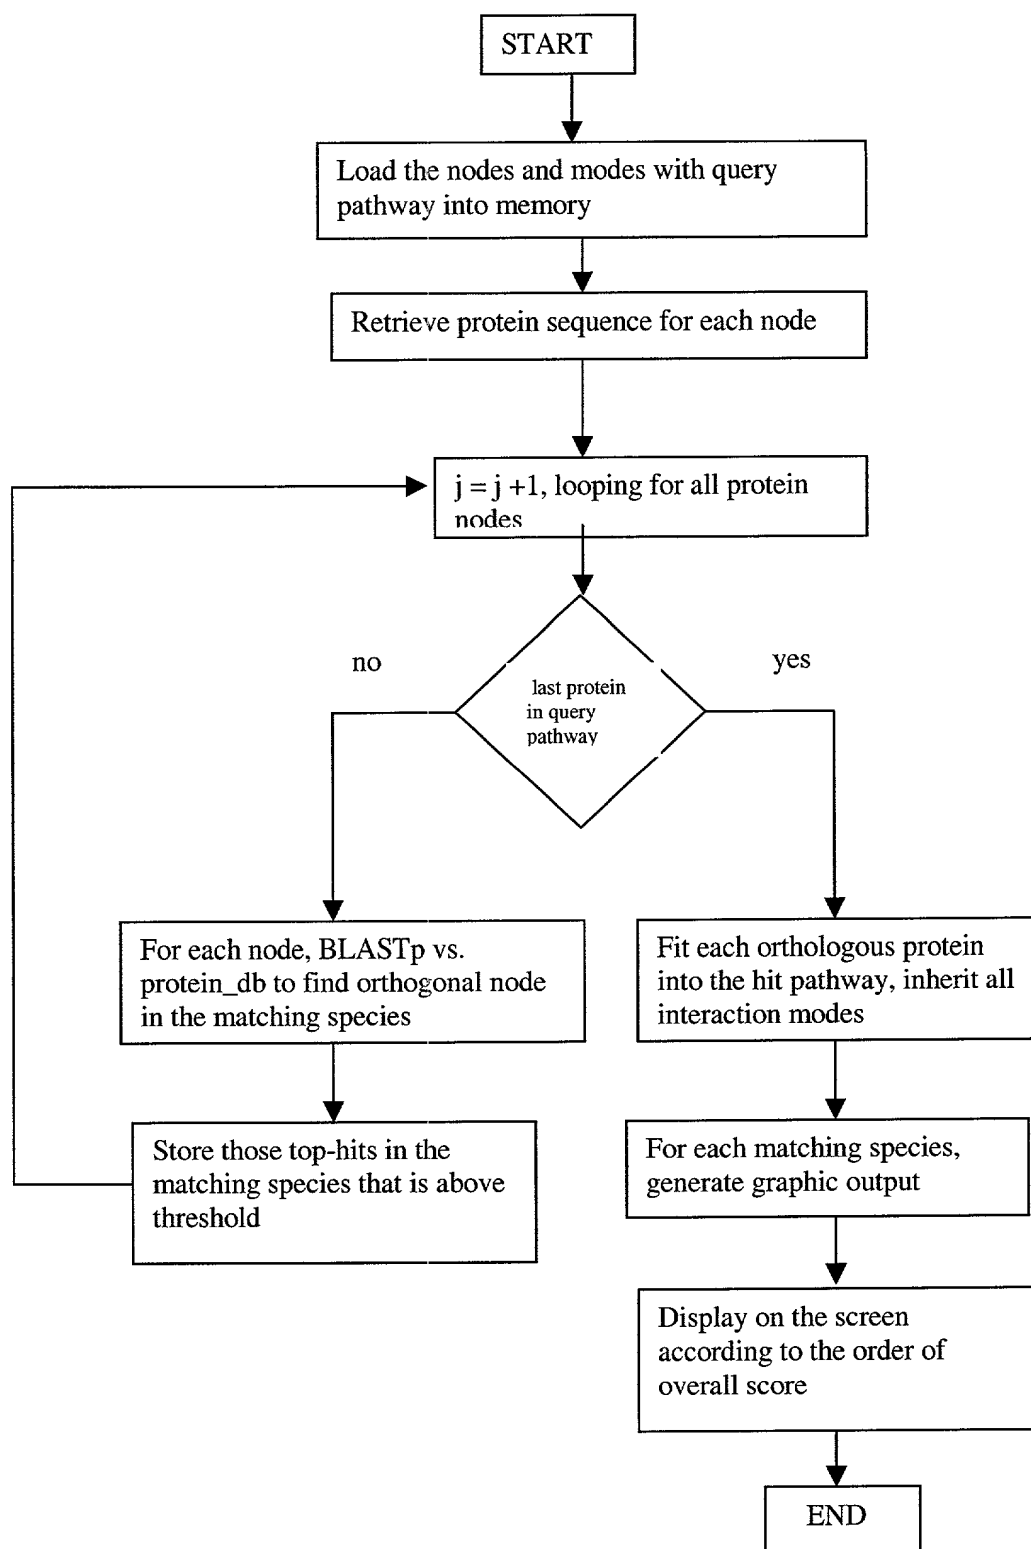 START
Load the nodes and modes with query
pathway into memory
Retrieve protein sequence for each node
j = j +1, looping for all protein
nodes
no
yes
last protein
in query
pathway
For each node, BLASTp vs.
protein_db to find orthogonal node
in the matching species
Fit each orthologous protein
into the hit pathway, inherit all
interaction modes
Store those top-hits in the
matching species that is above
threshold
For each matching species,
generate graphic output
Display on the screen
according to the order of
overall score
END